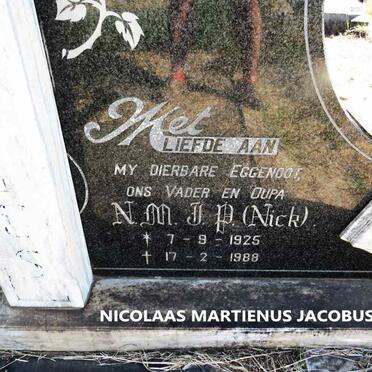 Met
LIEFDE AAN
MY DIERBARE EGGENOOT,
ONS VADER EN OUPA
N.M.J.P. (Nick)
* 7-9-1925
† 17-2-1988
NICOLAAS MARTIENUS JACOBUS